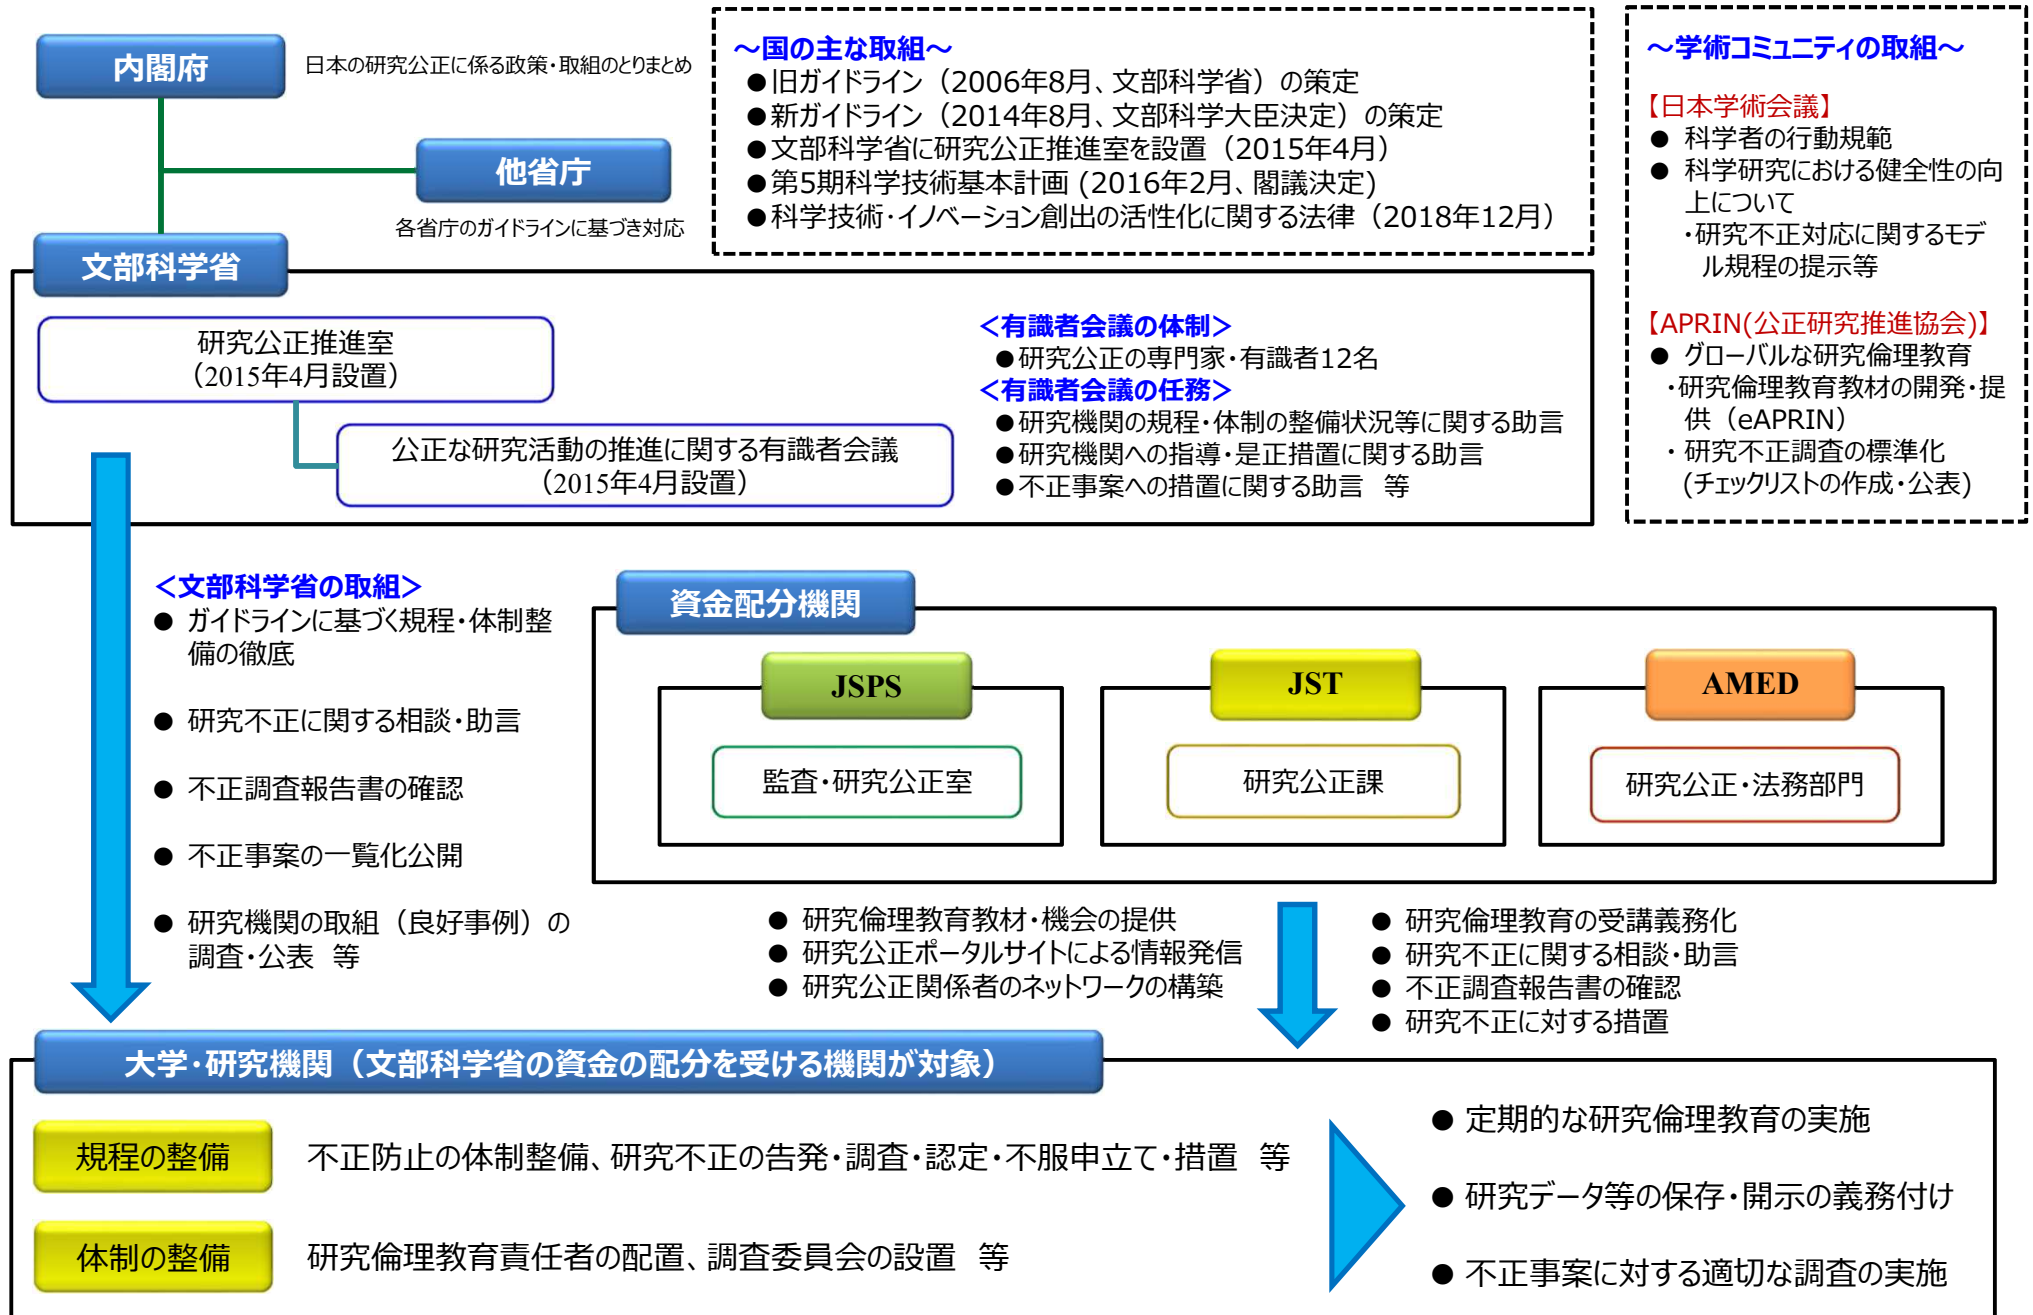 内閣府
日本の研究公正に係る政策・取組のとりまとめ
他省庁
各省庁のガイドラインに基づき対応
～国の主な取組～
●旧ガイドライン（2006年8月、文部科学省）の策定
●新ガイドライン（2014年8月、文部科学大臣決定）の策定
●文部科学省に研究公正推進室を設置（2015年4月）
●第5期科学技術基本計画 (2016年2月、閣議決定)
●科学技術・イノベーション創出の活性化に関する法律（2018年12月）
～学術コミュニティの取組～
【日本学術会議】
● 科学者の行動規範
● 科学研究における健全性の向
上について
・研究不正対応に関するモデ
ル規程の提示等
【APRIN(公正研究推進協会)】
● グローバルな研究倫理教育
・研究倫理教育教材の開発・提
供（eAPRIN）
・研究不正調査の標準化
(チェックリストの作成・公表)
文部科学省
研究公正推進室
（2015年4月設置）
公正な研究活動の推進に関する有識者会議
（2015年4月設置）
＜有識者会議の体制＞
●研究公正の専門家・有識者12名
＜有識者会議の任務＞
●研究機関の規程・体制の整備状況等に関する助言
●研究機関への指導・是正措置に関する助言
●不正事案への措置に関する助言　等
＜文部科学省の取組＞
● ガイドラインに基づく規程・体制整
備の徹底
● 研究不正に関する相談・助言
● 不正調査報告書の確認
● 不正事案の一覧化公開
● 研究機関の取組（良好事例）の
調査・公表　等
資金配分機関
JSPS
監査・研究公正室
JST
研究公正課
AMED
研究公正・法務部門
● 研究倫理教育教材・機会の提供
● 研究公正ポータルサイトによる情報発信
● 研究公正関係者のネットワークの構築
● 研究倫理教育の受講義務化
● 研究不正に関する相談・助言
● 不正調査報告書の確認
● 研究不正に対する措置
大学・研究機関（文部科学省の資金の配分を受ける機関が対象）
規程の整備
不正防止の体制整備、研究不正の告発・調査・認定・不服申立て・措置　等
体制の整備
研究倫理教育責任者の配置、調査委員会の設置　等
● 定期的な研究倫理教育の実施
● 研究データ等の保存・開示の義務付け
● 不正事案に対する適切な調査の実施